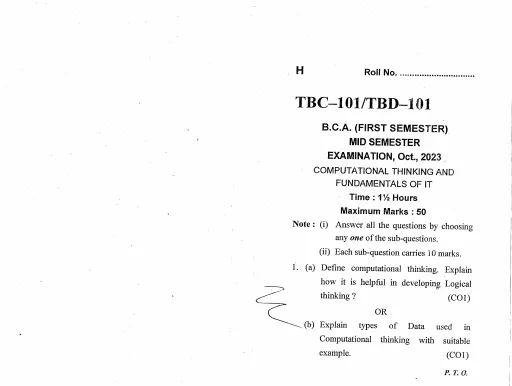 H Roll No. ..............................
TBC–101/TBD–101
B.C.A. (FIRST SEMESTER)
MID SEMESTER
EXAMINATION, Oct., 2023
COMPUTATIONAL THINKING AND
FUNDAMENTALS OF IT
Time : 1½ Hours
Maximum Marks : 50
Note : (i) Answer all the questions by choosing
any one of the sub-questions.
(ii) Each sub-question carries 10 marks.
1. (a) Define computational thinking. Explain
how it is helpful in developing Logical
thinking ? (CO1)
OR
(b) Explain types of Data used in
Computational thinking with suitable
example. (CO1)
P. T. O.